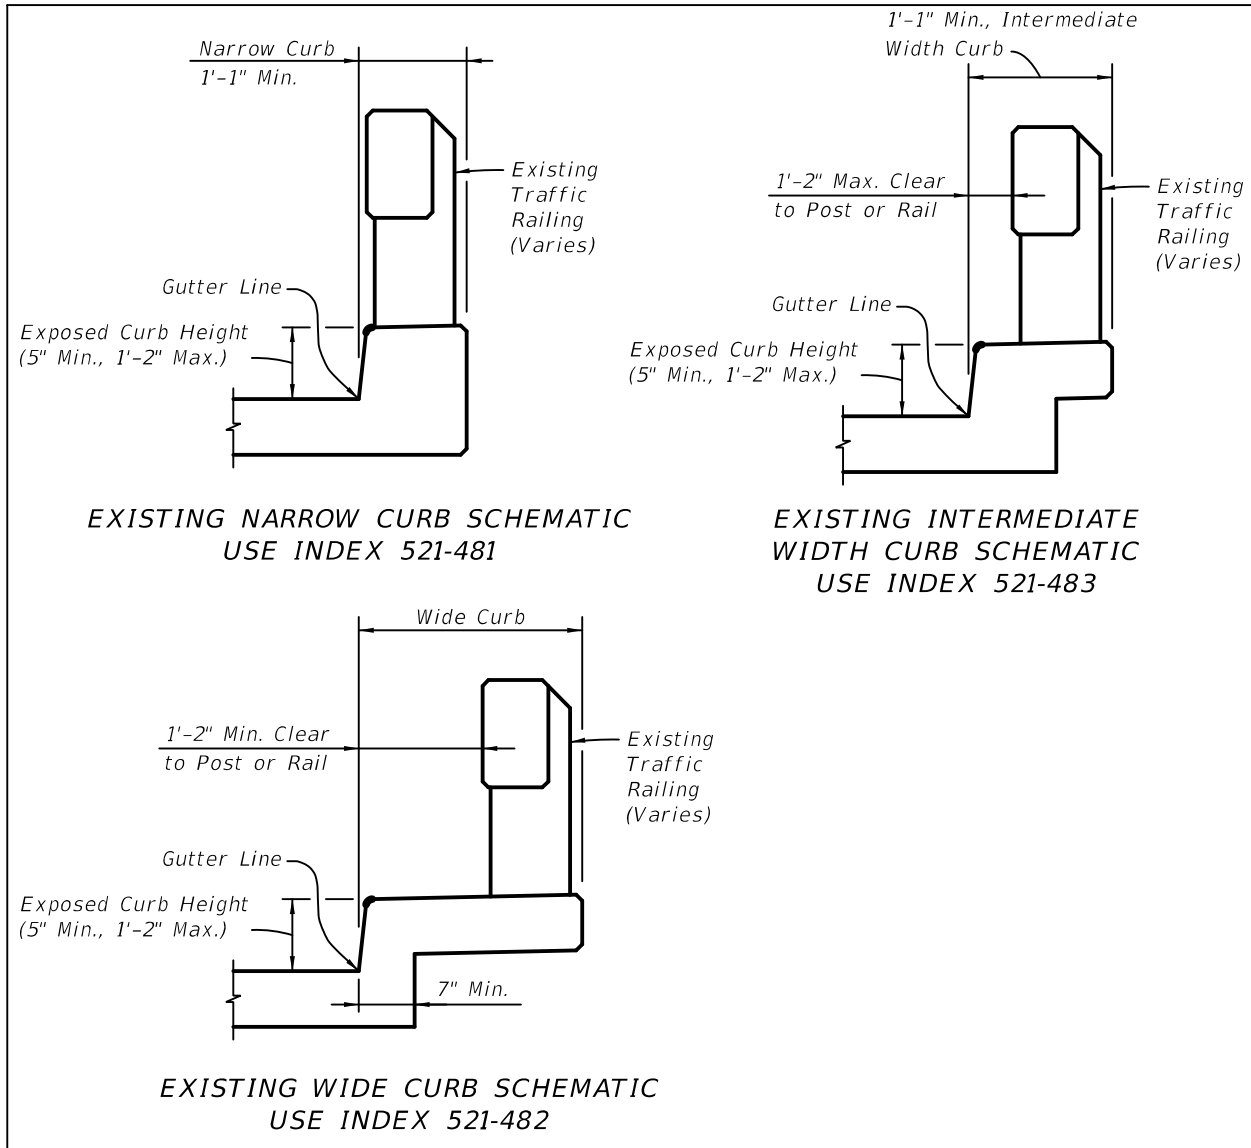 Narrow Curb
1'-1" Min.
Existing
Traffic
Railing
(Varies)
Gutter Line
Exposed Curb Height
(5" Min., 1'-2" Max.)
EXISTING NARROW CURB SCHEMATIC
USE INDEX 521-481
1'-1" Min., Intermediate
Width Curb
1'-2" Max. Clear
to Post or Rail
Existing
Traffic
Railing
(Varies)
Gutter Line
Exposed Curb Height
(5" Min., 1'-2" Max.)
EXISTING INTERMEDIATE
WIDTH CURB SCHEMATIC
USE INDEX 521-483
Wide Curb
1'-2" Min. Clear
to Post or Rail
Existing
Traffic
Railing
(Varies)
Gutter Line
Exposed Curb Height
(5" Min., 1'-2" Max.)
7" Min.
EXISTING WIDE CURB SCHEMATIC
USE INDEX 521-482